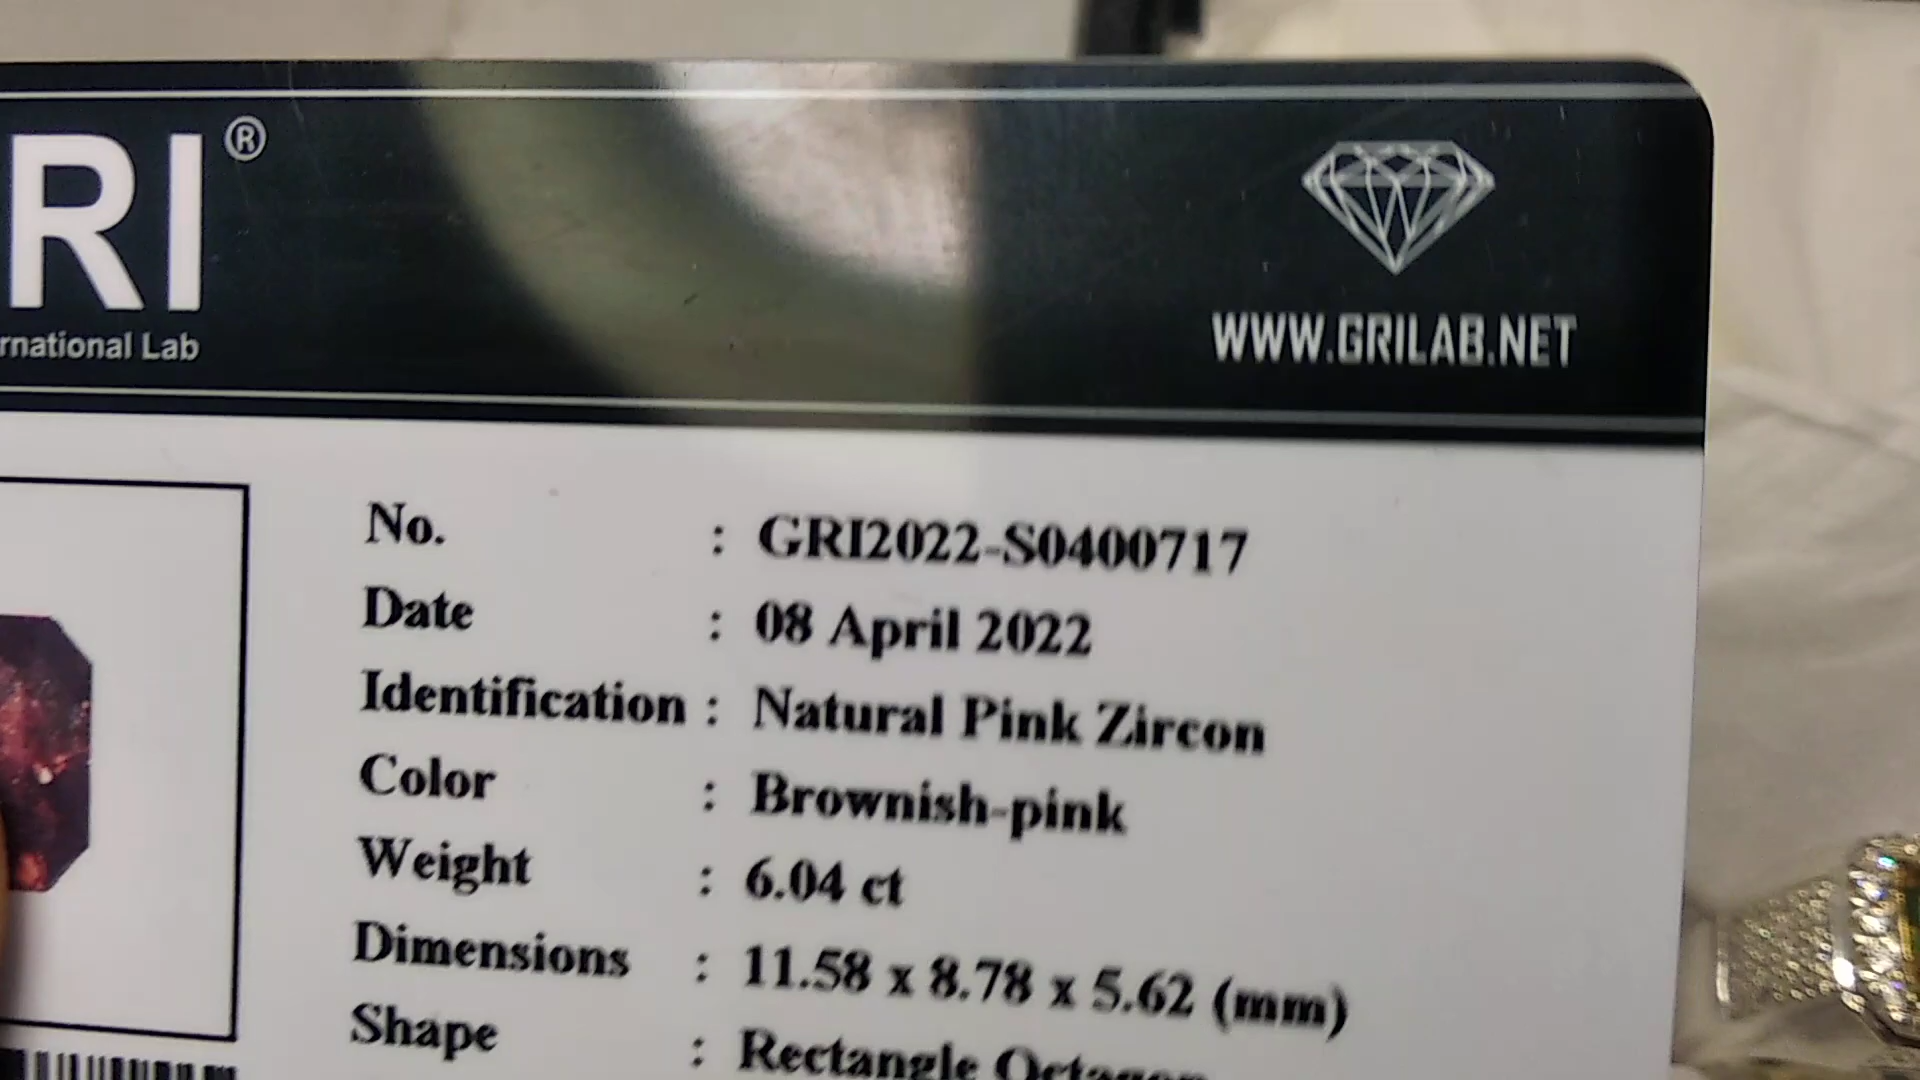 RI®
rnational Lab
WWW.GRILAB.NET
No. : GRI2022-S0400717
Date : 08 April 2022
Identification : Natural Pink Zircon
Color : Brownish-pink
Weight : 6.04 ct
Dimensions : 11.58 x 8.78 x 5.62 (mm)
Shape : Rectangle Octagon